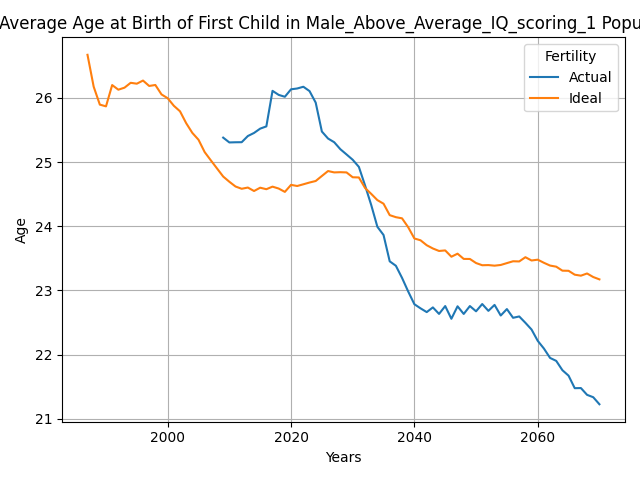 Average Age at Birth of First Child in Male_Above_Average_IQ_scoring_1 Popu
Fertility
Actual
Ideal
26
25
24
23
22
21
Age
2000
2020
2040
2060
Years